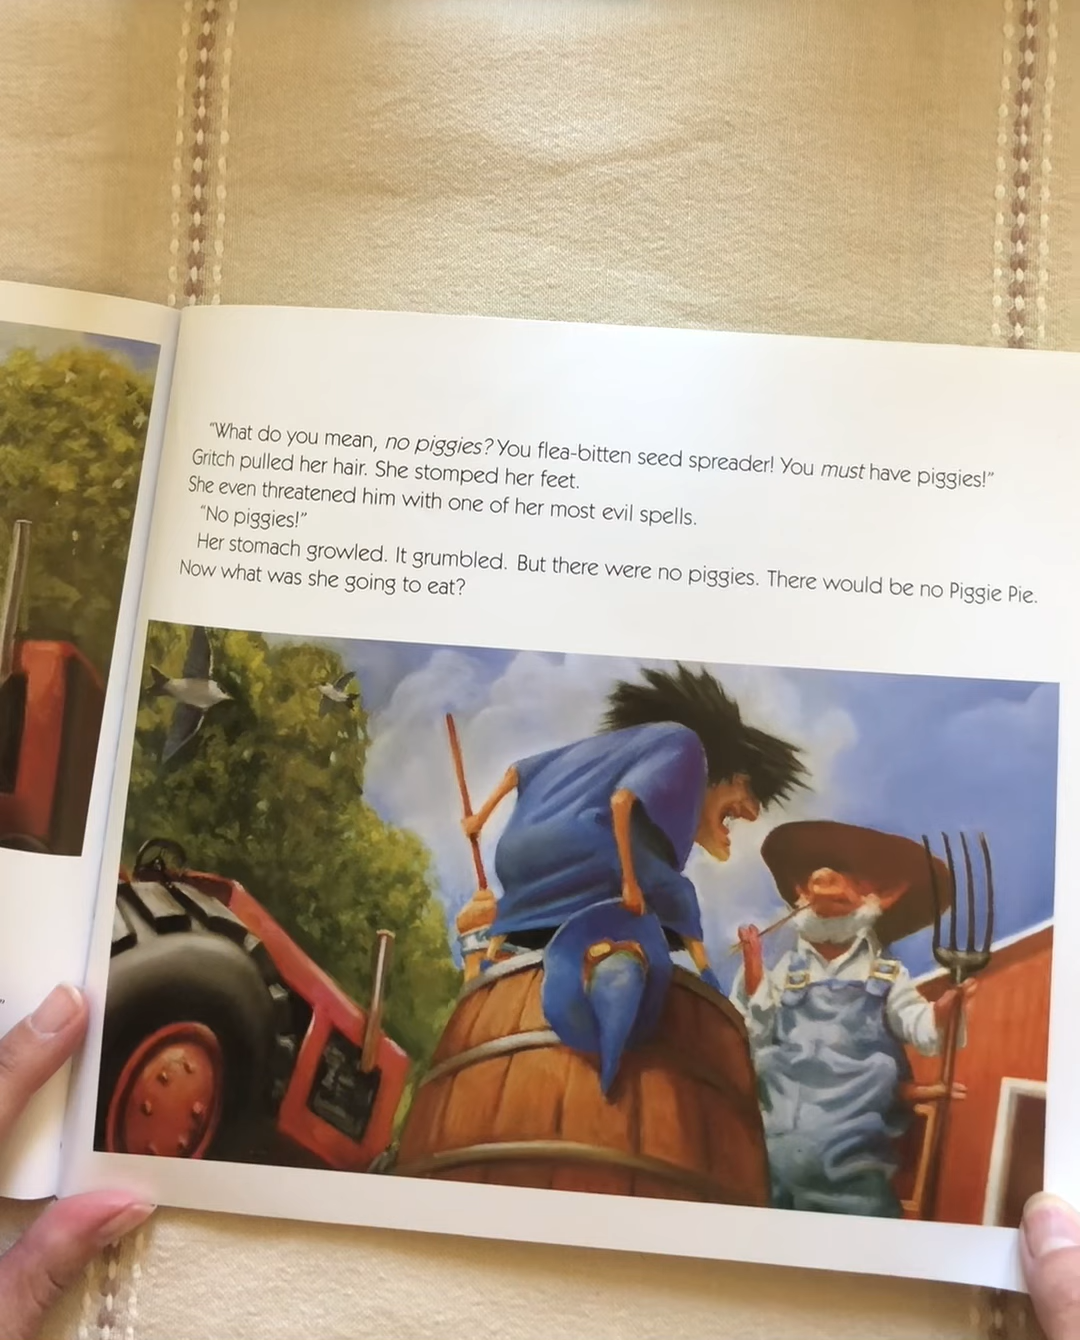 "What do you mean, no piggies? You flea-bitten seed spreader! You must have piggies!"
Gritch pulled her hair. She stomped her feet.
She even threatened him with one of her most evil spells.
"No piggies!"
Her stomach growled. It grumbled. But there were no piggies. There would be no Piggie Pie.
Now what was she going to eat?